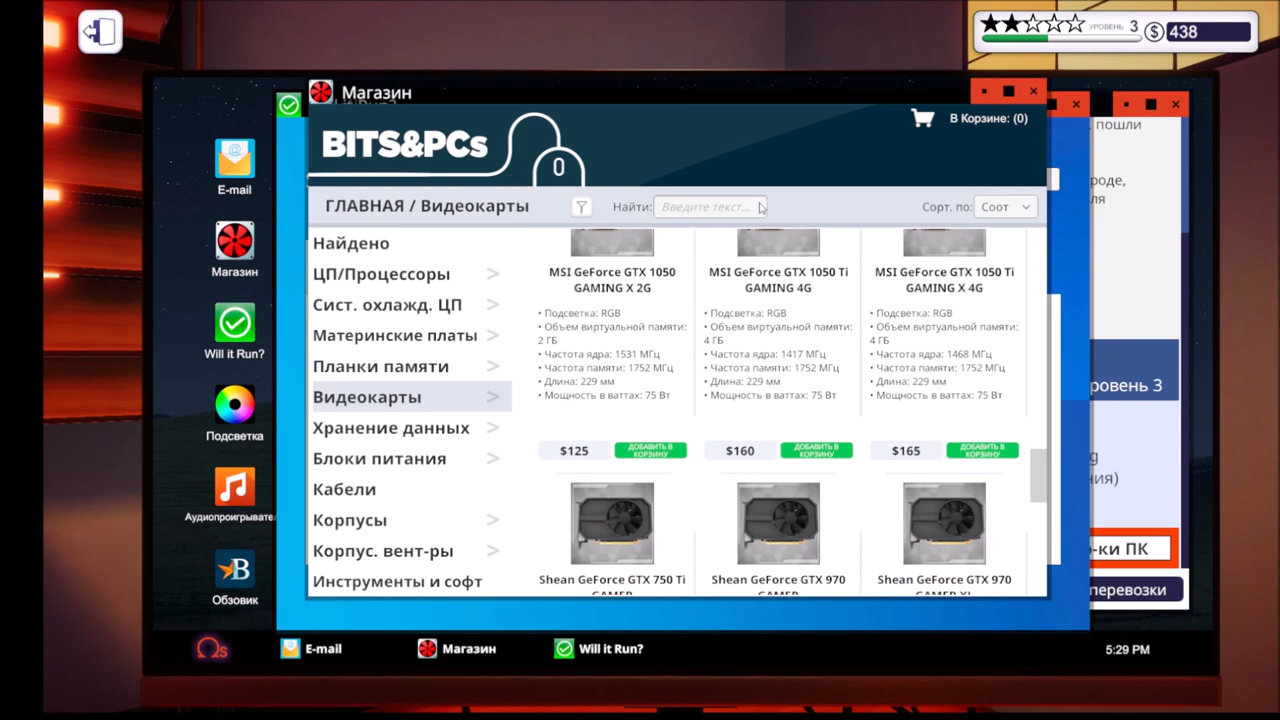 УРОВЕНЬ 3 $ 438
Магазин
BITS&PCs
В Корзине: (0)
пошли
роде,
ля
ровень 3
ния)
-ки ПК
перевозки
ГЛАВНАЯ / Видеокарты
Найти: Введите текст...
Сорт. по: Соот
E-mail
Магазин
Will it Run?
Подсветка
Аудиопроигрывате
Обзовик
Найдено
ЦП/Процессоры >
Сист. охлажд. ЦП >
Материнские платы >
Планки памяти >
Видеокарты >
Хранение данных >
Блоки питания >
Кабели
Корпусы >
Корпус. вент-ры >
Инструменты и софт
MSI GeForce GTX 1050
GAMING X 2G
• Подсветка: RGB
• Объем виртуальной памяти:
2 ГБ
• Частота ядра: 1531 МГц
• Частота памяти: 1752 МГц
• Длина: 229 мм
• Мощность в ваттах: 75 Вт
$125
ДОБАВИТЬ В
КОРЗИНУ
MSI GeForce GTX 1050 Ti
GAMING 4G
• Подсветка: RGB
• Объем виртуальной памяти:
4 ГБ
• Частота ядра: 1417 МГц
• Частота памяти: 1752 МГц
• Длина: 229 мм
• Мощность в ваттах: 75 Вт
$160
ДОБАВИТЬ В
КОРЗИНУ
MSI GeForce GTX 1050 Ti
GAMING X 4G
• Подсветка: RGB
• Объем виртуальной памяти:
4 ГБ
• Частота ядра: 1468 МГц
• Частота памяти: 1752 МГц
• Длина: 229 мм
• Мощность в ваттах: 75 Вт
$165
ДОБАВИТЬ В
КОРЗИНУ
Shean GeForce GTX 750 Ti
GAMER
Shean GeForce GTX 970
GAMER
Shean GeForce GTX 970
GAMER XL
E-mail
Магазин
Will it Run?
5:29 PM